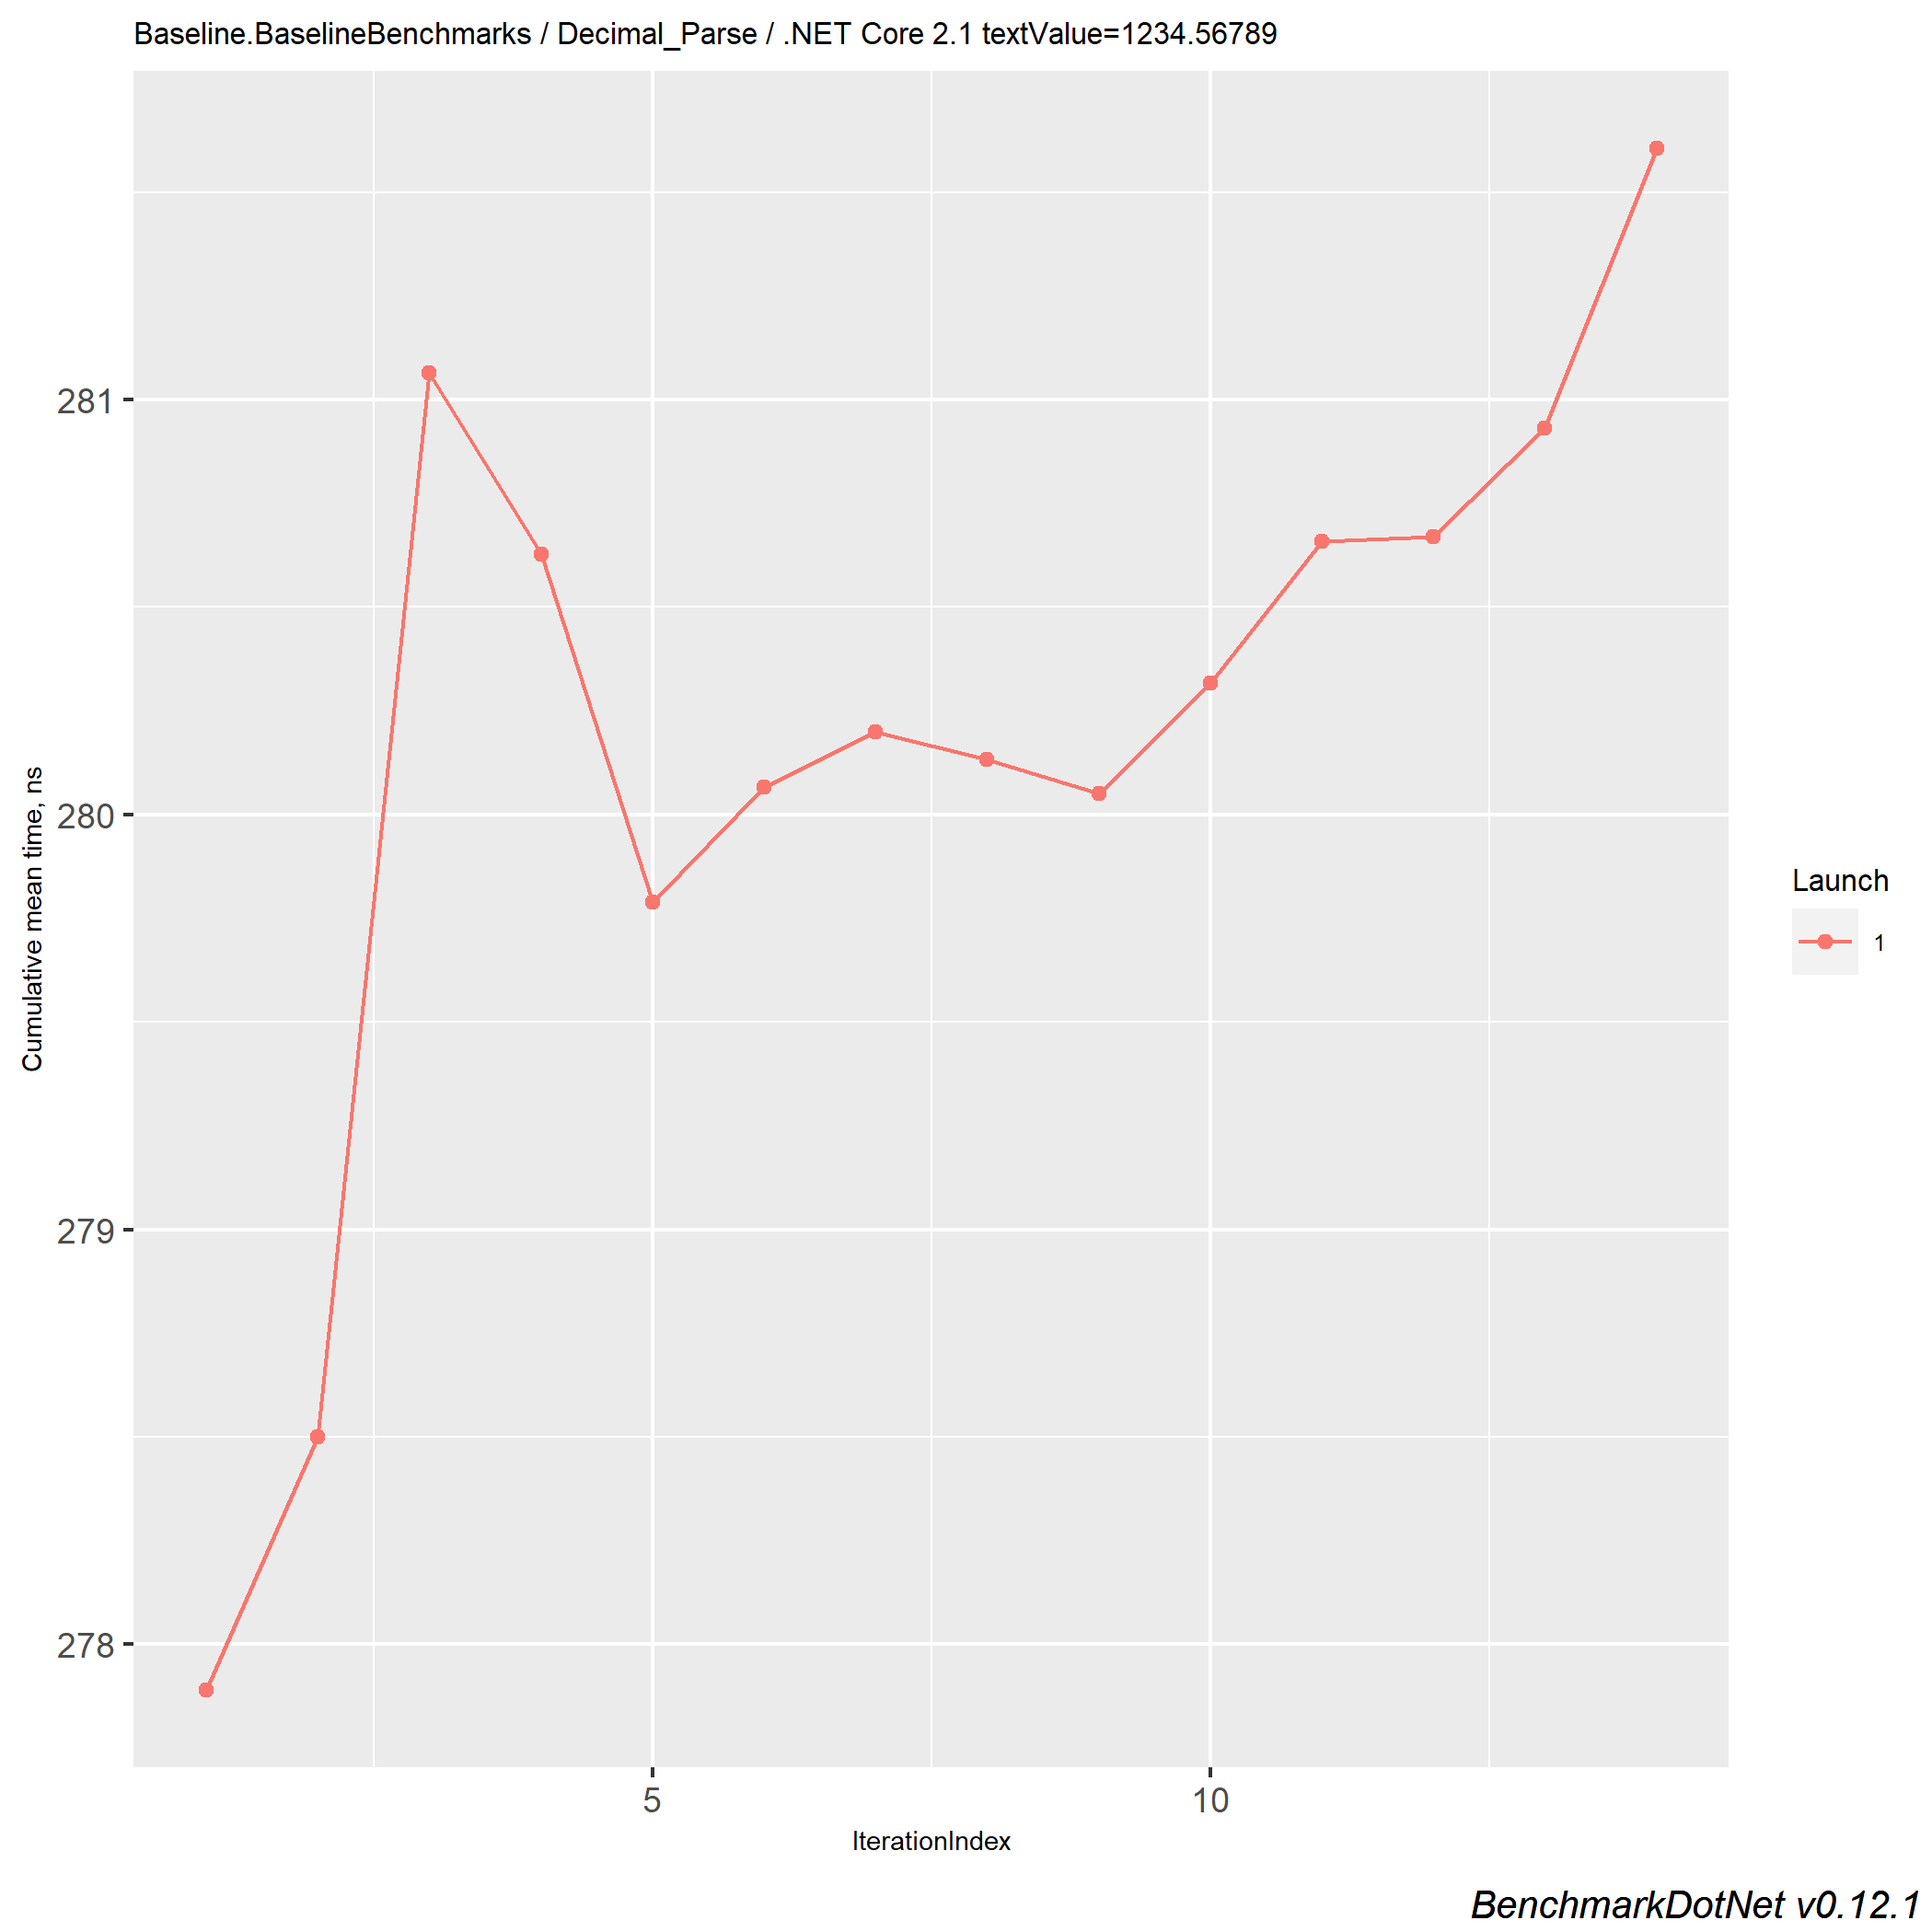 Baseline.BaselineBenchmarks / Decimal_Parse / .NET Core 2.1 textValue=1234.56789
281
280
279
278
Cumulative mean time, ns
5
10
IterationIndex
Launch
1
BenchmarkDotNet v0.12.1